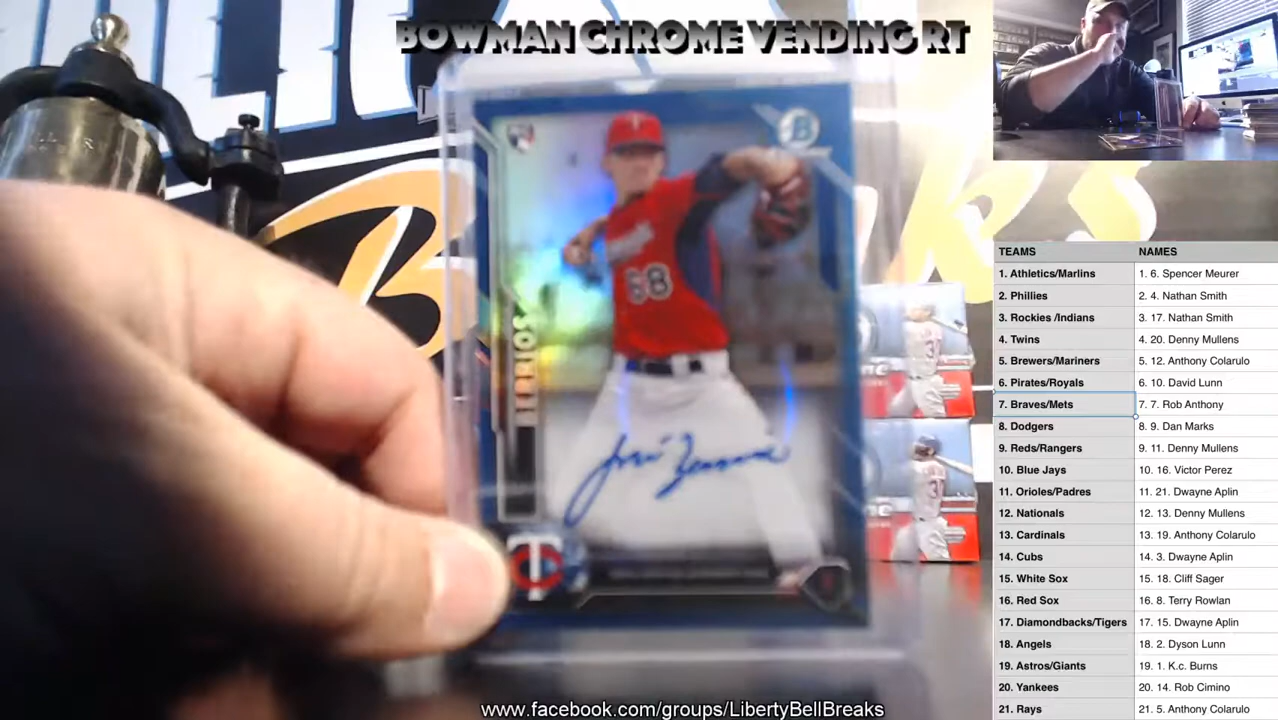 BOWMAN CHROME VENDING RT
RC
B
68
BERRIOS
TEAMS NAMES
1. Athletics/Marlins 1. 6. Spencer Meurer
2. Phillies 2. 4. Nathan Smith
3. Rockies /Indians 3. 17. Nathan Smith
4. Twins 4. 20. Denny Mullens
5. Brewers/Mariners 5. 12. Anthony Colarulo
6. Pirates/Royals 6. 10. David Lunn
7. Braves/Mets 7. 7. Rob Anthony
8. Dodgers 8. 9. Dan Marks
9. Reds/Rangers 9. 11. Denny Mullens
10. Blue Jays 10. 16. Victor Perez
11. Orioles/Padres 11. 21. Dwayne Aplin
12. Nationals 12. 13. Denny Mullens
13. Cardinals 13. 19. Anthony Colarulo
14. Cubs 14. 3. Dwayne Aplin
15. White Sox 15. 18. Cliff Sager
16. Red Sox 16. 8. Terry Rowlan
17. Diamondbacks/Tigers 17. 15. Dwayne Aplin
18. Angels 18. 2. Dyson Lunn
19. Astros/Giants 19. 1. K.c. Burns
20. Yankees 20. 14. Rob Cimino
21. Rays 21. 5. Anthony Colarulo
www.facebook.com/groups/LibertyBellBreaks